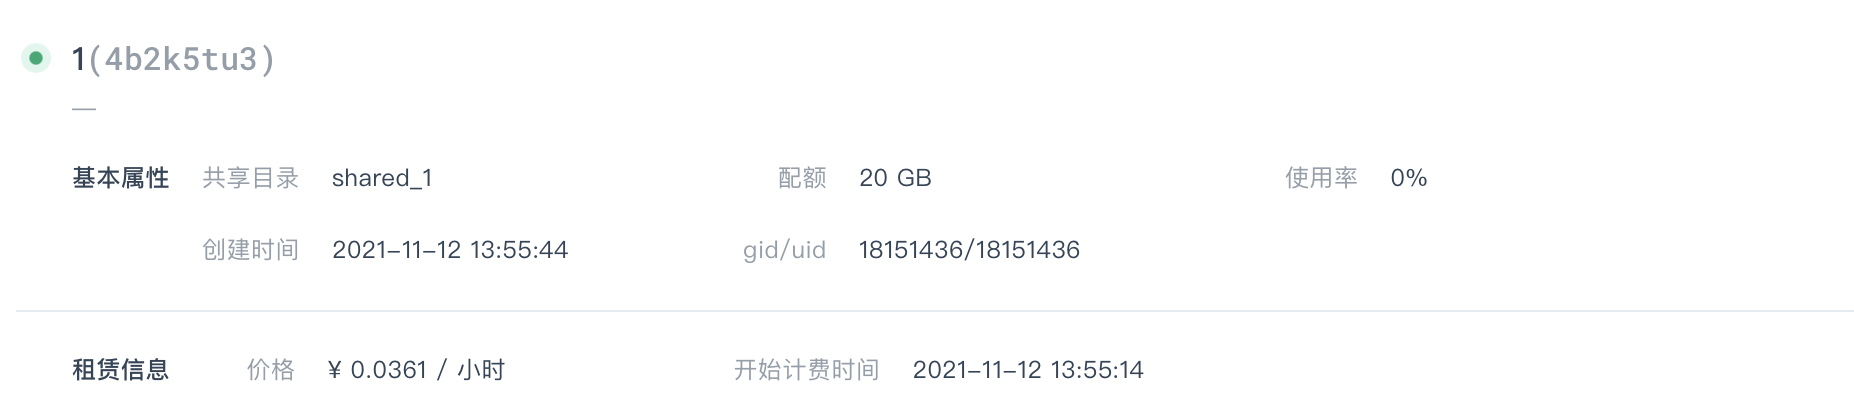 1(4b2k5tu3)
—
基本属性 共享目录 shared_1 配额 20 GB 使用率 0%
创建时间 2021-11-12 13:55:44 gid/uid 18151436/18151436
租赁信息 价格 ¥ 0.0361 / 小时 开始计费时间 2021-11-12 13:55:14